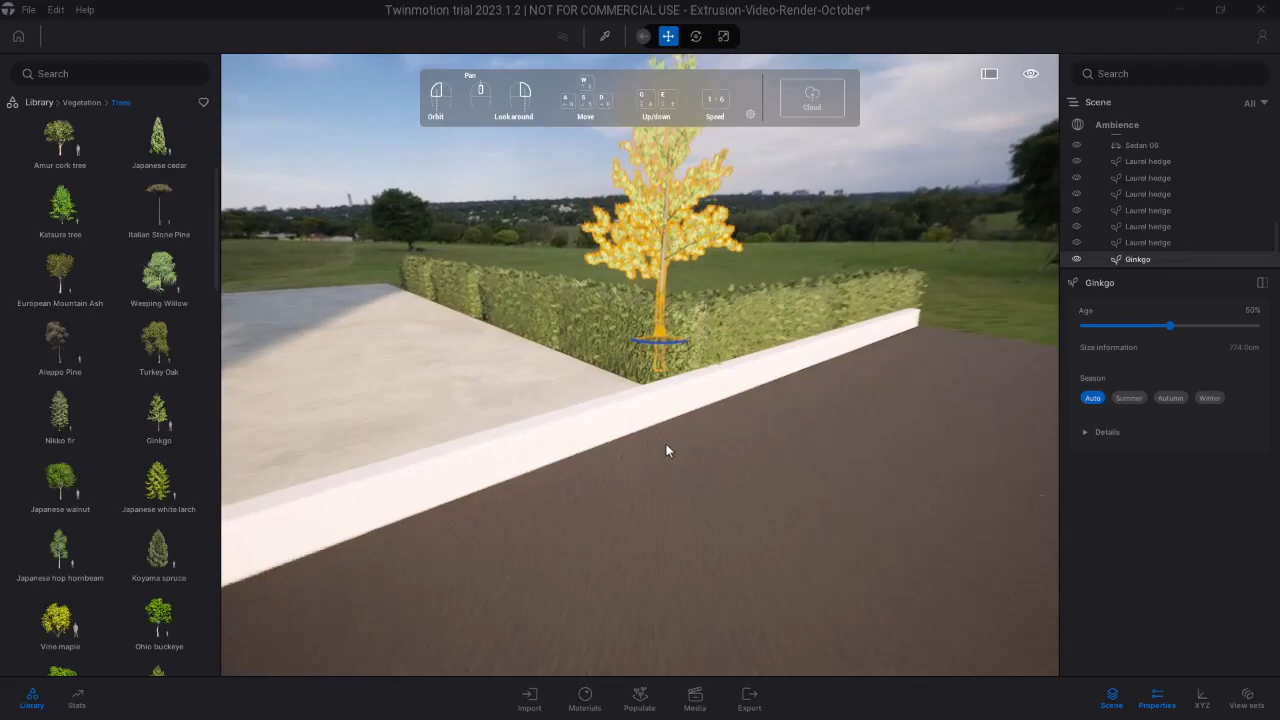 File Edit Help
Twinmotion trial 2023.1.2 | NOT FOR COMMERCIAL USE - Extrusion-Video-Render-October*
Search
Library > Vegetation > Trees
Amur cork tree
Japanese cedar
Katsura tree
Italian Stone Pine
European Mountain Ash
Weeping Willow
Aleppo Pine
Turkey Oak
Nikko fir
Ginkgo
Japanese walnut
Japanese white larch
Japanese hop hornbeam
Koyama spruce
Vine maple
Ohio buckeye
Pan
W
A S D
Q E
1 - 6
Orbit
Look around
Move
Up/down
Speed
Cloud
Search
Scene
All
Ambience
Sedan 06
Laurel hedge
Laurel hedge
Laurel hedge
Laurel hedge
Laurel hedge
Laurel hedge
Ginkgo
Ginkgo
Age 50%
Size information 774.0cm
Season
Auto Summer Autumn Winter
Details
Library
Stats
Import
Materials
Populate
Media
Export
Scene
Properties
XYZ
View sets